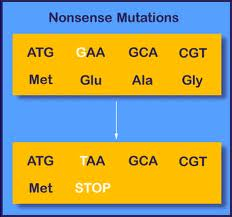 Nonsense Mutations
ATG GAA GCA CGT
Met Glu Ala Gly
ATG TAA GCA CGT
Met STOP